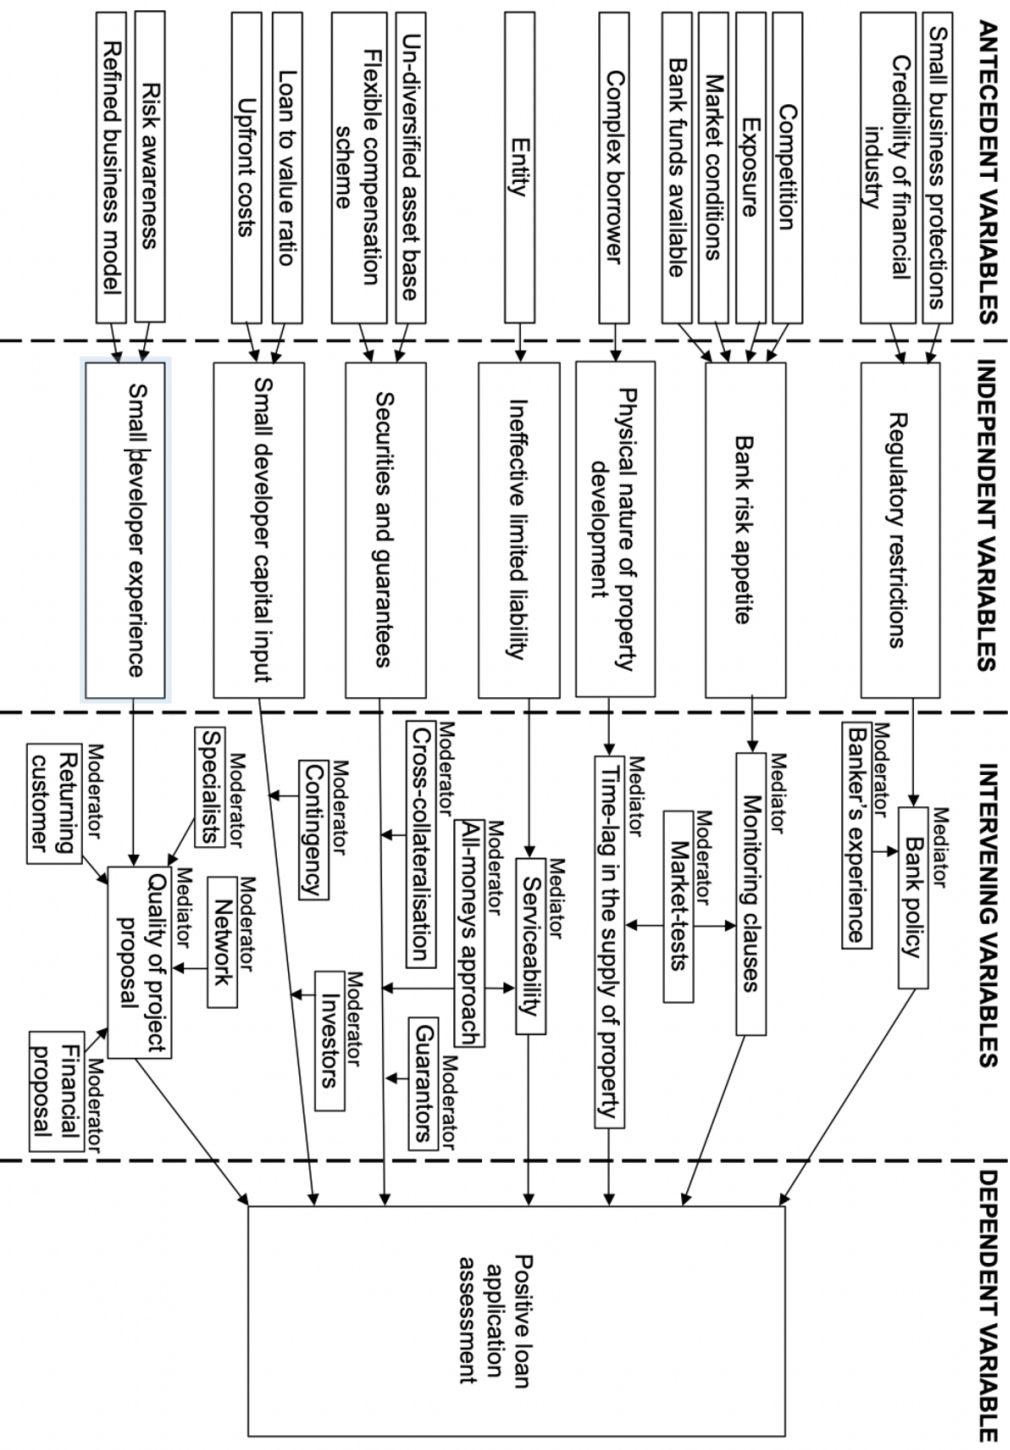 ANTECEDENT VARIABLES
INDEPENDENT VARIABLES
INTERVENING VARIABLES
DEPENDENT VARIABLE
Small business protections
Credibility of financial
industry
Regulatory restrictions
Mediator
Bank policy
Moderator
Banker's experience
Competition
Exposure
Market conditions
Bank funds available
Bank risk appetite
Mediator
Monitoring clauses
Moderator
Market-tests
Complex borrower
Physical nature of property
development
Mediator
Time-lag in the supply of property
Entity
Ineffective limited liability
Mediator
Serviceability
Moderator
All-moneys approach
Un-diversified asset base
Flexible compensation
scheme
Securities and guarantees
Moderator
Cross-collateralisation
Moderator
Guarantors
Loan to value ratio
Upfront costs
Small developer capital input
Moderator
Contingency
Moderator
Investors
Risk awareness
Refined business model
Small developer experience
Moderator
Specialists
Moderator
Network
Mediator
Quality of project
proposal
Moderator
Returning
customer
Moderator
Financial
proposal
Positive loan
application
assessment